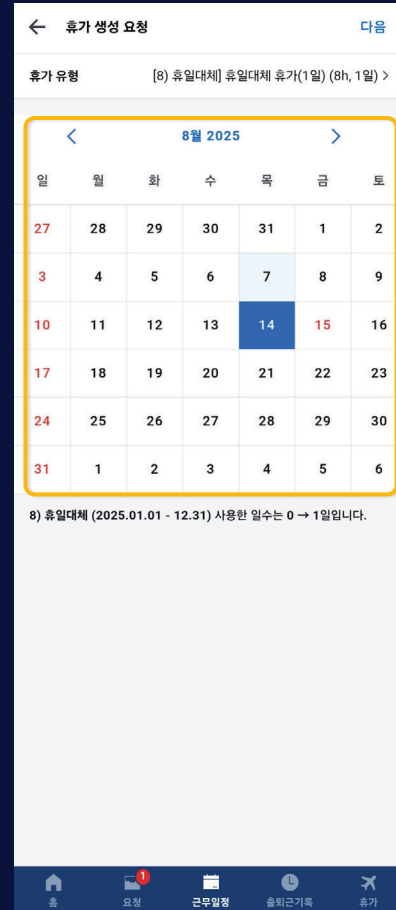 ← 휴가 생성 요청 다음
휴가 유형 [8) 휴일대체] 휴일대체 휴가(1일) (8h, 1일) >
< 8월 2025 >
일 월 화 수 목 금 토
27 28 29 30 31 1 2
3 4 5 6 7 8 9
10 11 12 13 14 15 16
17 18 19 20 21 22 23
24 25 26 27 28 29 30
31 1 2 3 4 5 6
8) 휴일대체 (2025.01.01 - 12.31) 사용한 일수는 0 → 1일입니다.
1
홈 요청 근무일정 출퇴근기록 휴가